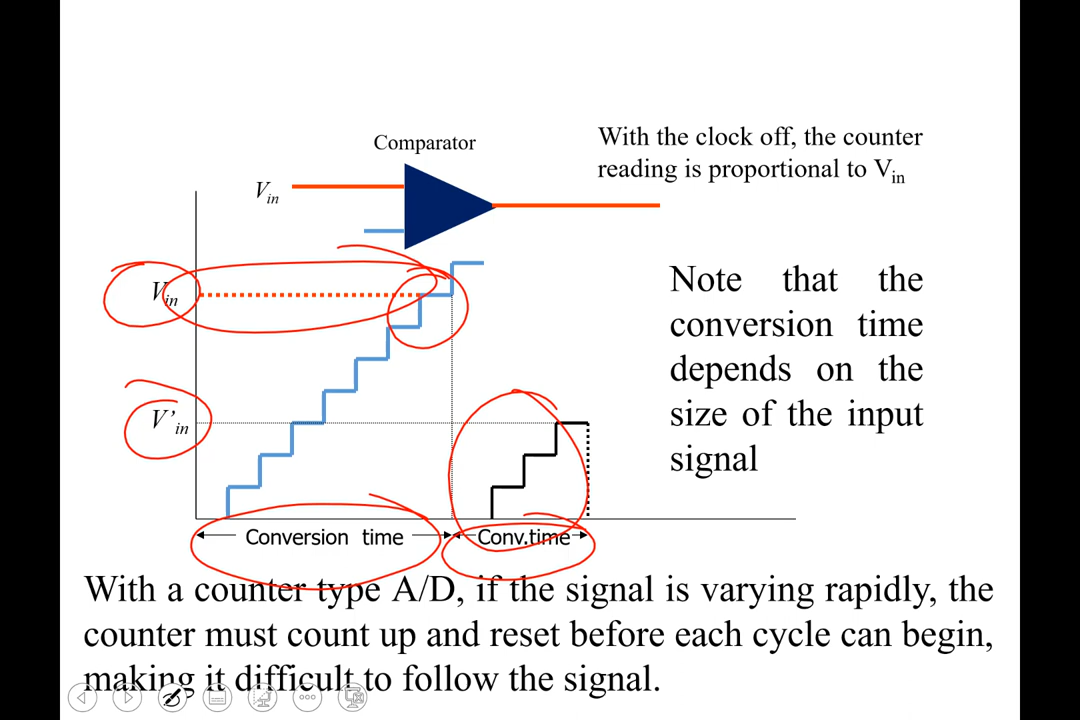 Comparator
With the clock off, the counter
reading is proportional to Vin
Vin
Vin
Note that the
conversion time
depends on the
size of the input
signal
V’in
Conversion time
Conv.time
With a counter type A/D, if the signal is varying rapidly, the
counter must count up and reset before each cycle can begin,
making it difficult to follow the signal.